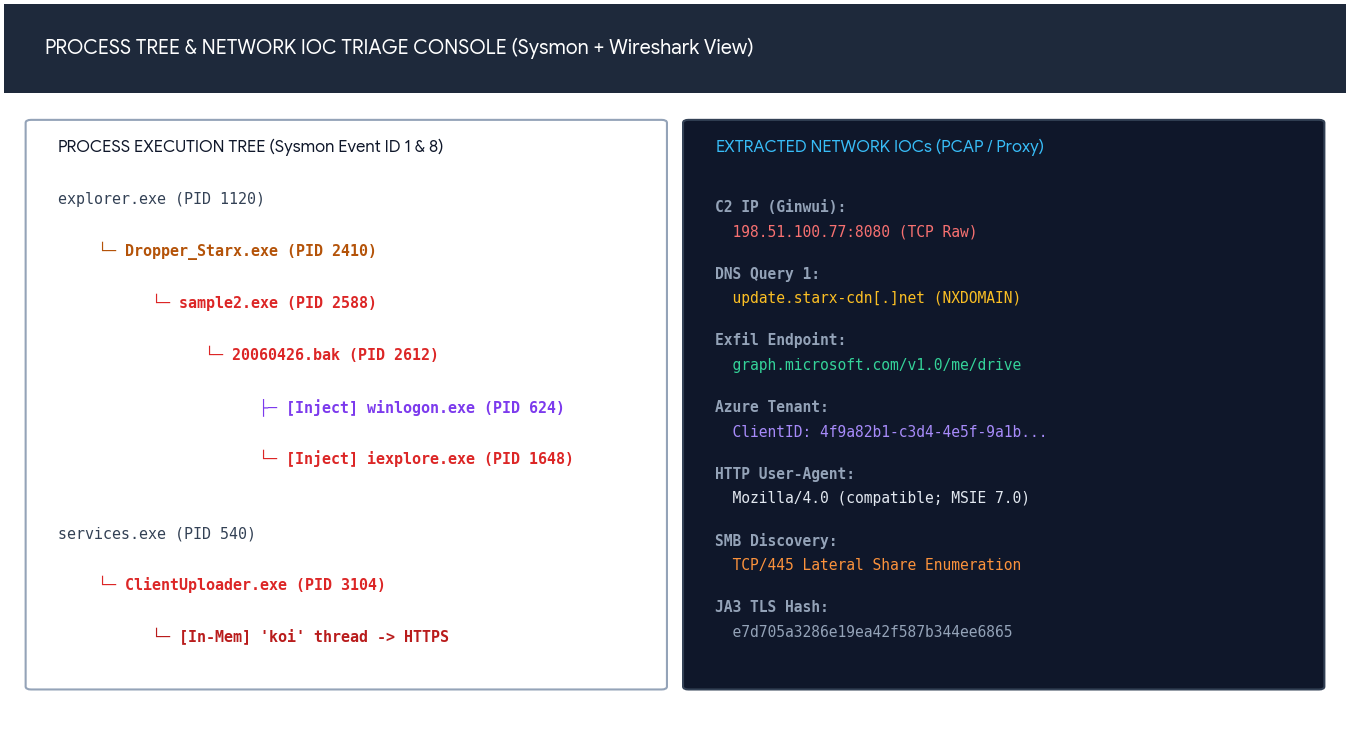 PROCESS TREE & NETWORK IOC TRIAGE CONSOLE (Sysmon + Wireshark View)
PROCESS EXECUTION TREE (Sysmon Event ID 1 & 8)
explorer.exe (PID 1120)
└─ Dropper_Starx.exe (PID 2410)
└─ sample2.exe (PID 2588)
└─ 20060426.bak (PID 2612)
├─ [Inject] winlogon.exe (PID 624)
└─ [Inject] iexplore.exe (PID 1648)
services.exe (PID 540)
└─ ClientUploader.exe (PID 3104)
└─ [In-Mem] 'koi' thread -> HTTPS
EXTRACTED NETWORK IOCs (PCAP / Proxy)
C2 IP (Ginwui):
198.51.100.77:8080 (TCP Raw)
DNS Query 1:
update.starx-cdn[.]net (NXDOMAIN)
Exfil Endpoint:
graph.microsoft.com/v1.0/me/drive
Azure Tenant:
ClientID: 4f9a82b1-c3d4-4e5f-9a1b...
HTTP User-Agent:
Mozilla/4.0 (compatible; MSIE 7.0)
SMB Discovery:
TCP/445 Lateral Share Enumeration
JA3 TLS Hash:
e7d705a3286e19ea42f587b344ee6865